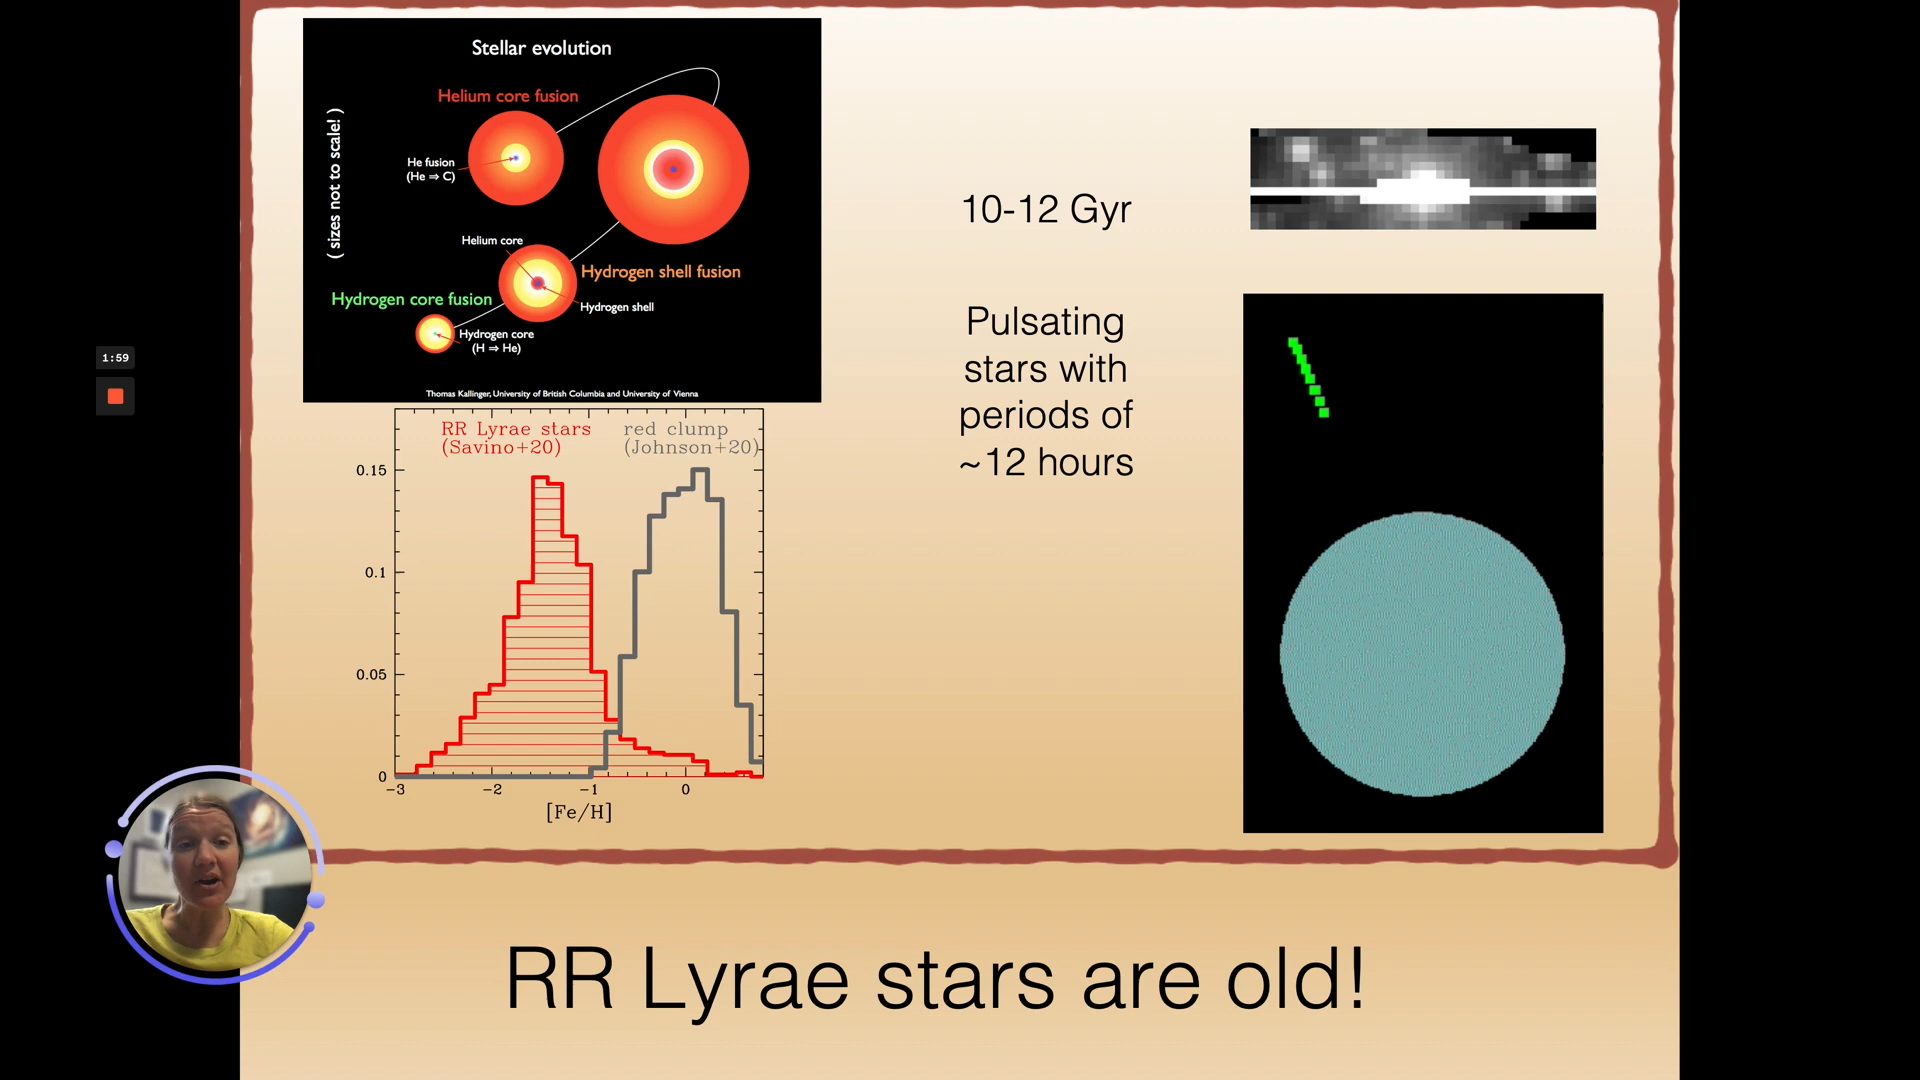 Stellar evolution
Helium core fusion
( sizes not to scale! )
He fusion
(He ⇒ C)
Helium core
Hydrogen shell fusion
Hydrogen core fusion
Hydrogen shell
Hydrogen core
(H ⇒ He)
Thomas Kallinger, University of British Columbia and University of Vienna
10-12 Gyr
Pulsating
stars with
periods of
~12 hours
1:59
RR Lyrae stars
(Savino+20)
red clump
(Johnson+20)
0.15
0.1
0.05
0
-3
-2
-1
0
[Fe/H]
RR Lyrae stars are old!